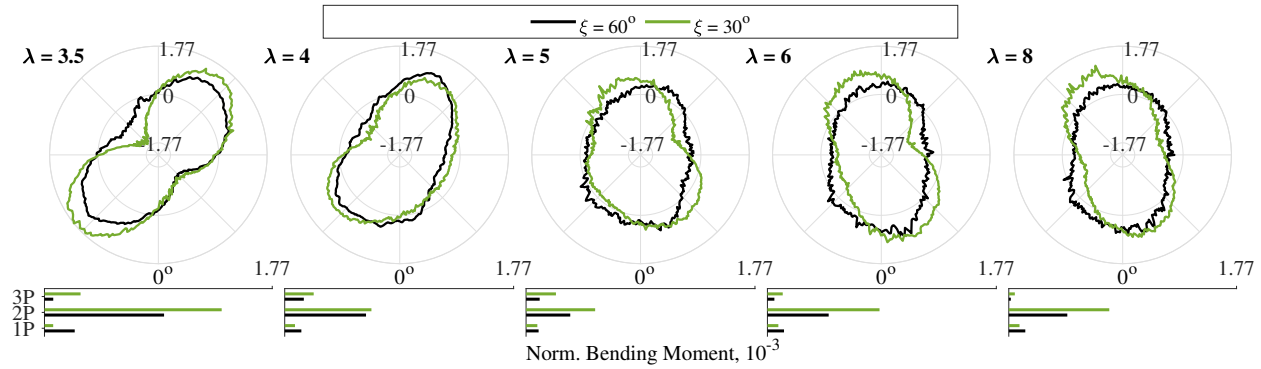 ξ = 60° ξ = 30°
λ = 3.5 1.77 λ = 4 1.77 λ = 5 1.77 λ = 6 1.77 λ = 8 1.77
0 0 0 0 0
-1.77 -1.77 -1.77 -1.77 -1.77
0° 1.77 0° 1.77 0° 1.77 0° 1.77 0° 1.77
3P
2P
1P
Norm. Bending Moment, 10⁻³